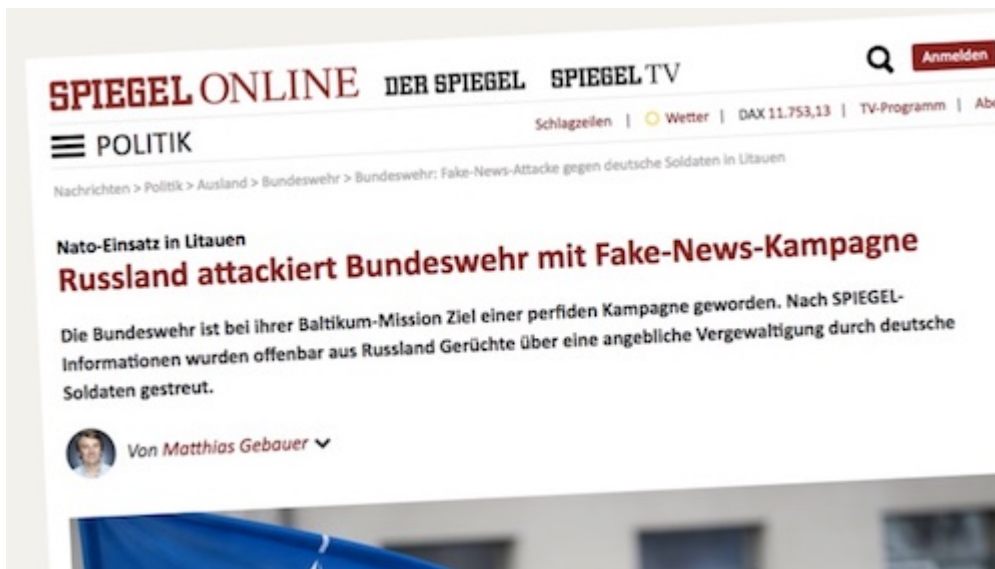 SPIEGEL ONLINE DER SPIEGEL SPIEGEL TV
Anmelden
Schlagzeilen | Wetter | DAX 11.753,13 | TV-Programm |
POLITIK
Nachrichten > Politik > Ausland > Bundeswehr > Bundeswehr: Fake-News-Attacke gegen deutsche Soldaten in Litauen
Nato-Einsatz in Litauen
Russland attackiert Bundeswehr mit Fake-News-Kampagne
Die Bundeswehr ist bei ihrer Baltikum-Mission Ziel einer perfiden Kampagne geworden. Nach SPIEGEL-
Informationen wurden offenbar aus Russland Gerüchte über eine angebliche Vergewaltigung durch deutsche
Soldaten gestreut.
Von Matthias Gebauer